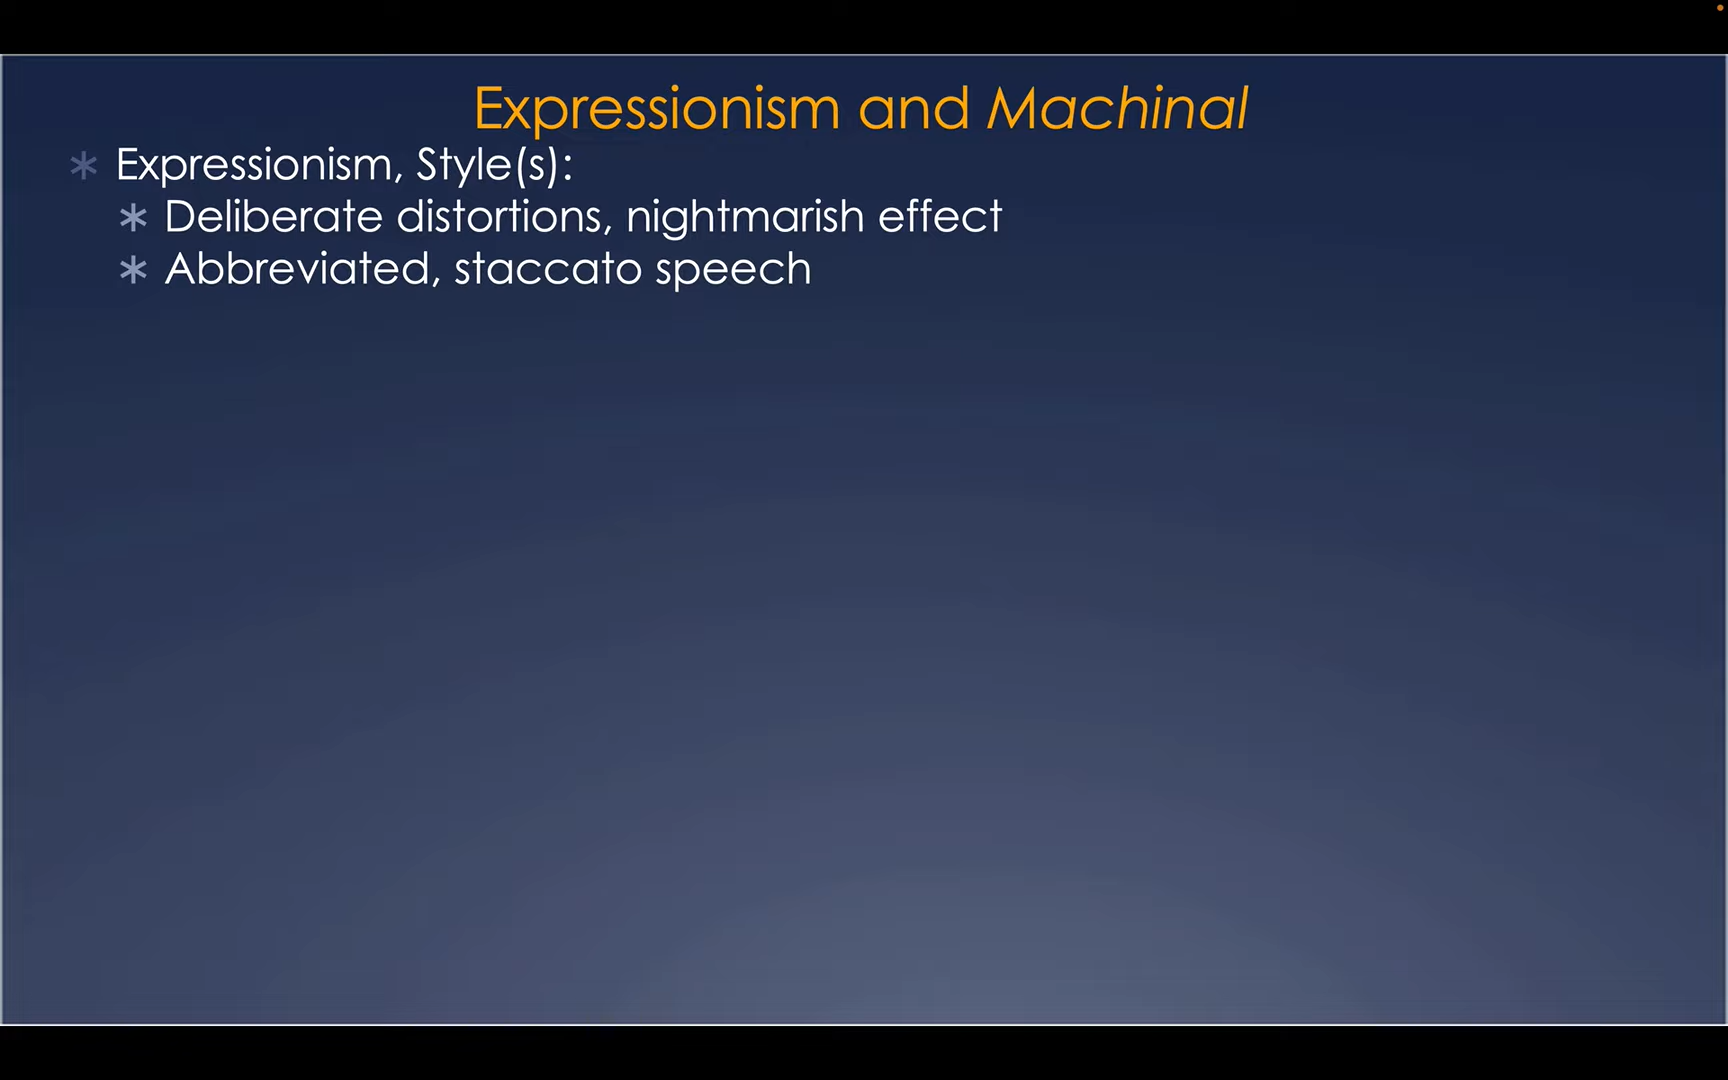 Expressionism and Machinal
* Expressionism, Style(s):
* Deliberate distortions, nightmarish effect
* Abbreviated, staccato speech